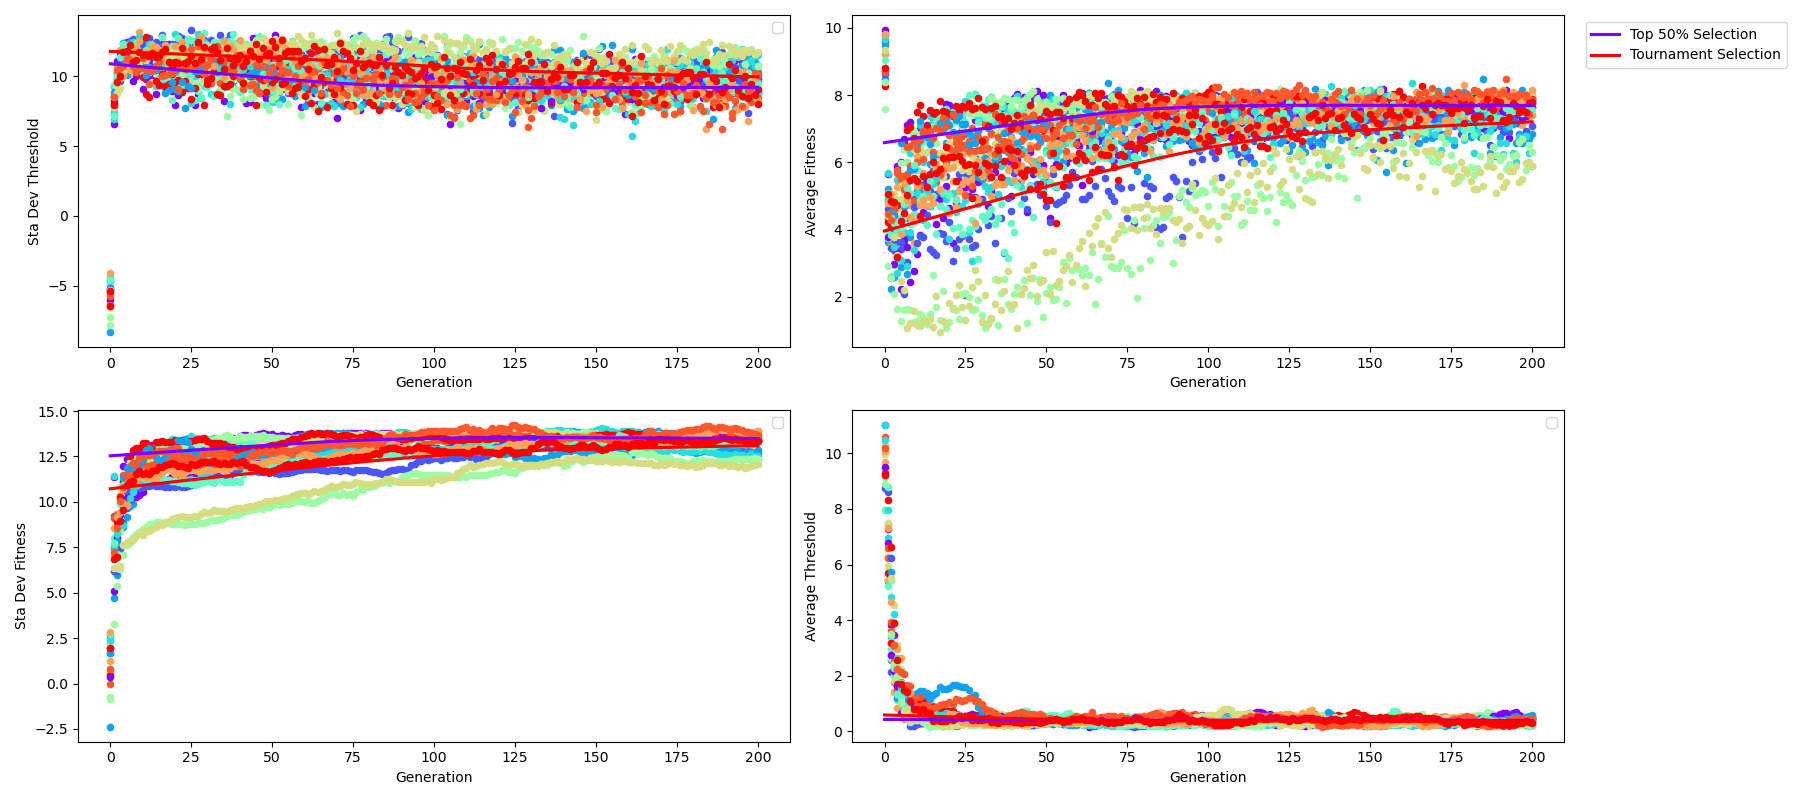 10
5
0
−5
Sta Dev Threshold
0 25 50 75 100 125 150 175 200
Generation
10
8
6
4
2
Average Fitness
0 25 50 75 100 125 150 175 200
Generation
Top 50% Selection
Tournament Selection
15.0
12.5
10.0
7.5
5.0
2.5
0.0
−2.5
Sta Dev Fitness
0 25 50 75 100 125 150 175 200
Generation
10
8
6
4
2
0
Average Threshold
0 25 50 75 100 125 150 175 200
Generation